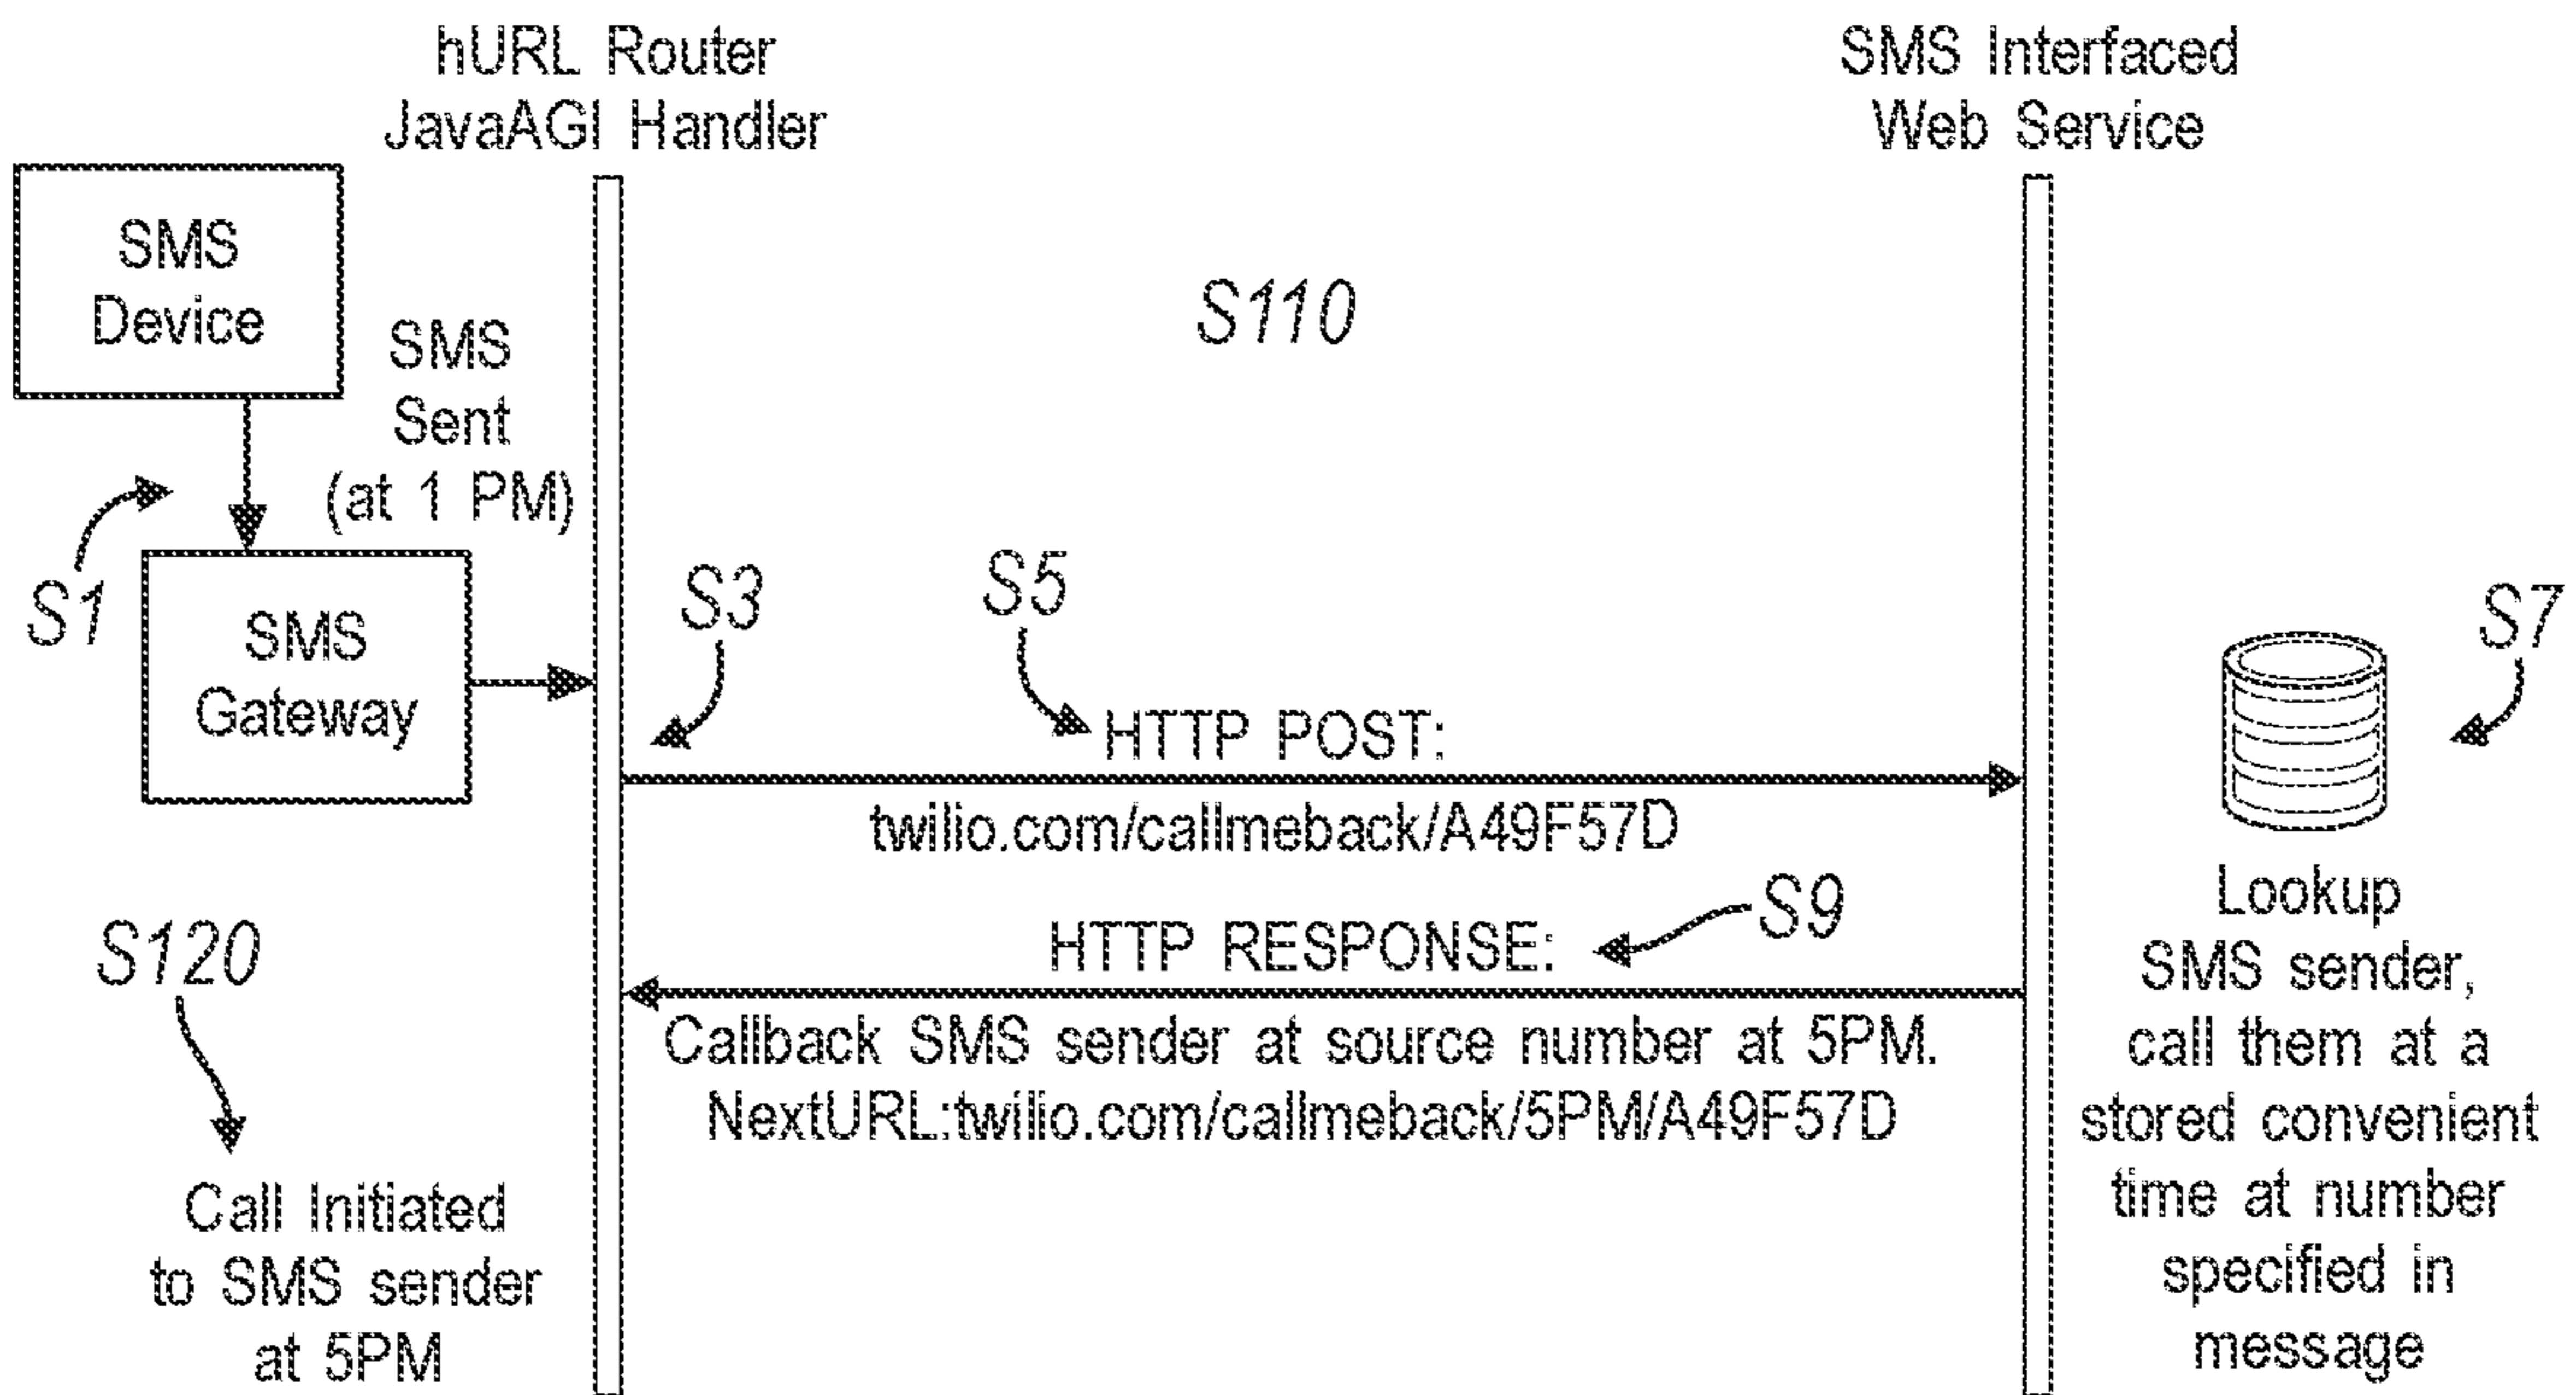 hURL Router
JavaAGI Handler
SMS Interfaced
Web Service
SMS
Device
SMS
Sent
(at 1 PM)
S110
S1
SMS
Gateway
S3
S5
S7
HTTP POST:
twilio.com/callmeback/A49F57D
S9
HTTP RESPONSE:
Callback SMS sender at source number at 5PM.
NextURL:twilio.com/callmeback/5PM/A49F57D
Lookup
SMS sender,
call them at a
stored convenient
time at number
specified in
message
S120
Call Initiated
to SMS sender
at 5PM